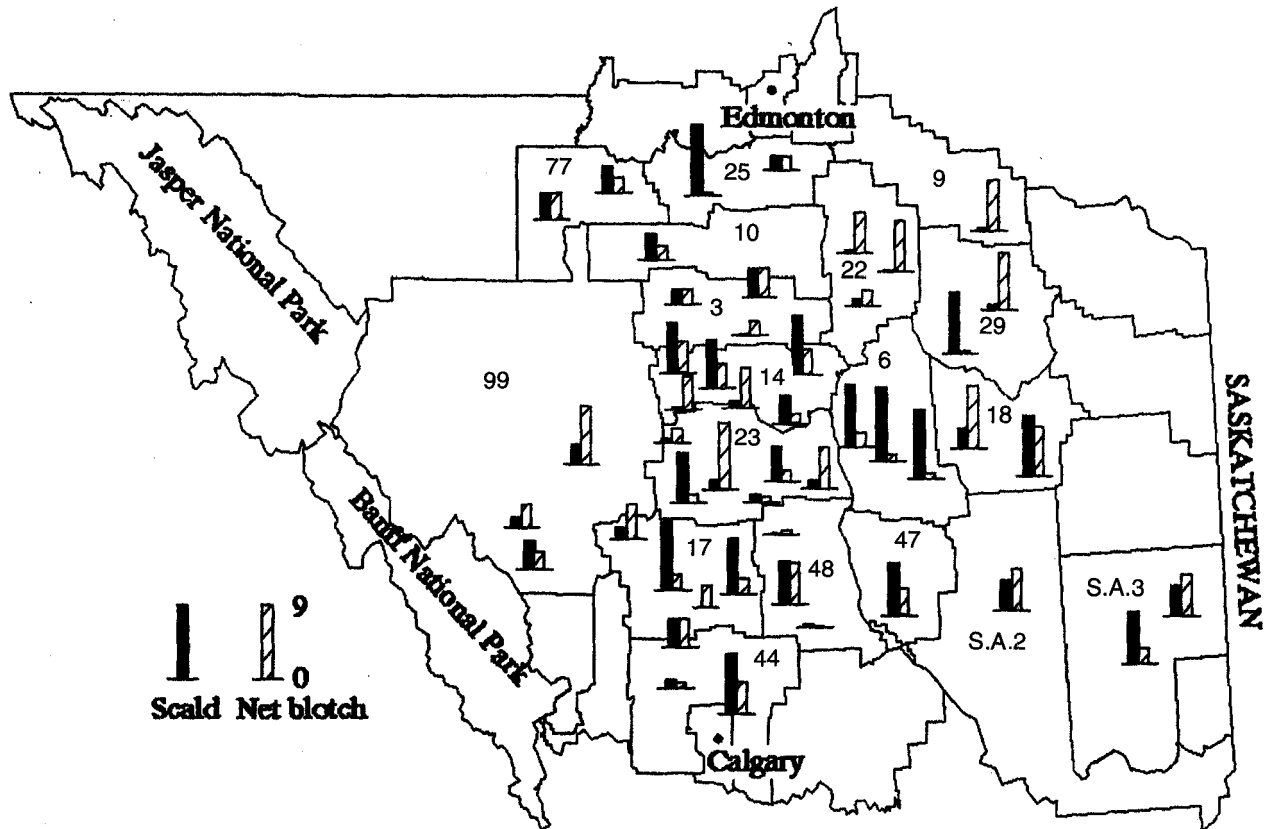 Edmonton
77
25
9
Jasper National Park
10
22
3
29
6
99
14
18
SASKATCHEWAN
23
Banff National Park
17
47
48
S.A.3
9
S.A.2
44
0
Scald Net blotch
Calgary